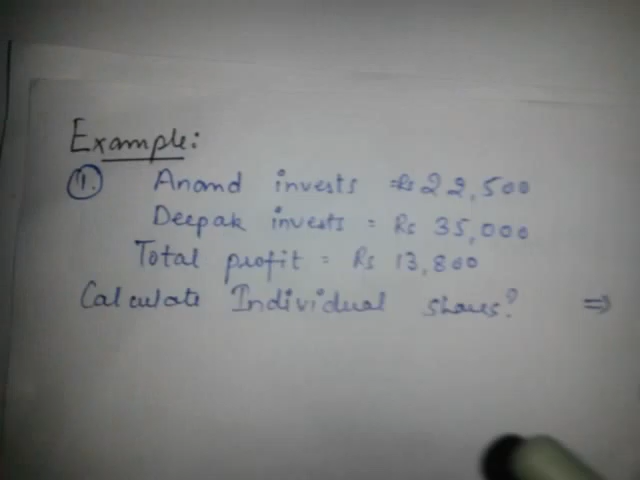 Example:
1. Anand invests = Rs 22,500
Deepak invests = Rs 35,000
Total profit = Rs 13,800
Calculate Individual shares? ⇒